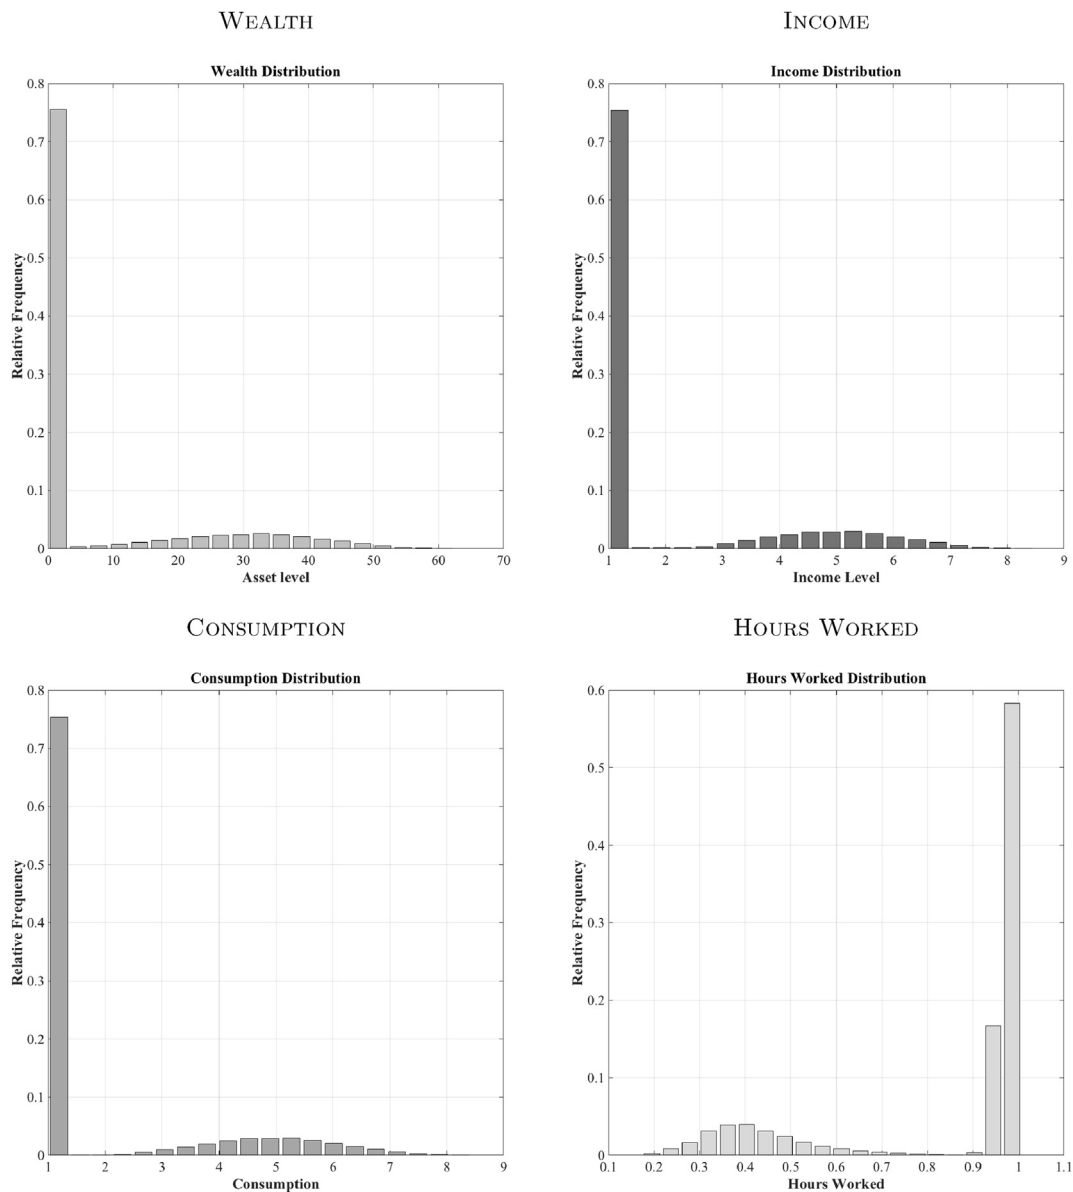 WEALTH
INCOME
Wealth Distribution
0.8
0.7
0.6
0.5
0.4
0.3
0.2
0.1
0
Relative Frequency
0 10 20 30 40 50 60 70
Asset level
Income Distribution
0.8
0.7
0.6
0.5
0.4
0.3
0.2
0.1
0
Relative Frequency
1 2 3 4 5 6 7 8 9
Income Level
CONSUMPTION
HOURS WORKED
Consumption Distribution
0.8
0.7
0.6
0.5
0.4
0.3
0.2
0.1
0
Relative Frequency
1 2 3 4 5 6 7 8 9
Consumption
Hours Worked Distribution
0.6
0.5
0.4
0.3
0.2
0.1
0
Relative Frequency
0.1 0.2 0.3 0.4 0.5 0.6 0.7 0.8 0.9 1 1.1
Hours Worked